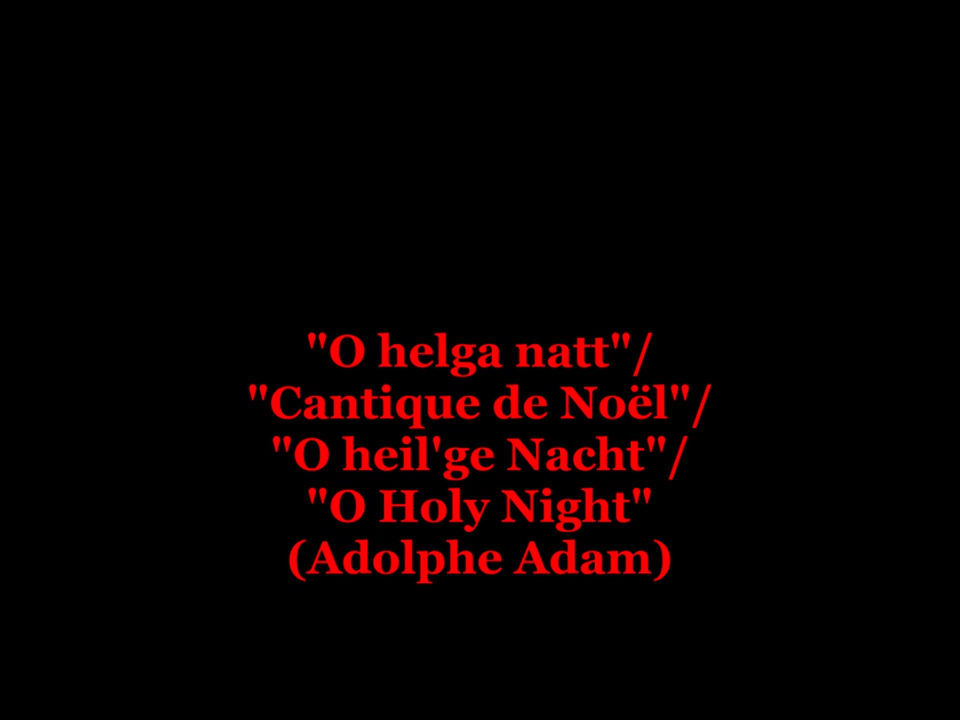 "O helga natt"/
"Cantique de Noël"/
"O heil'ge Nacht"/
"O Holy Night"
(Adolphe Adam)